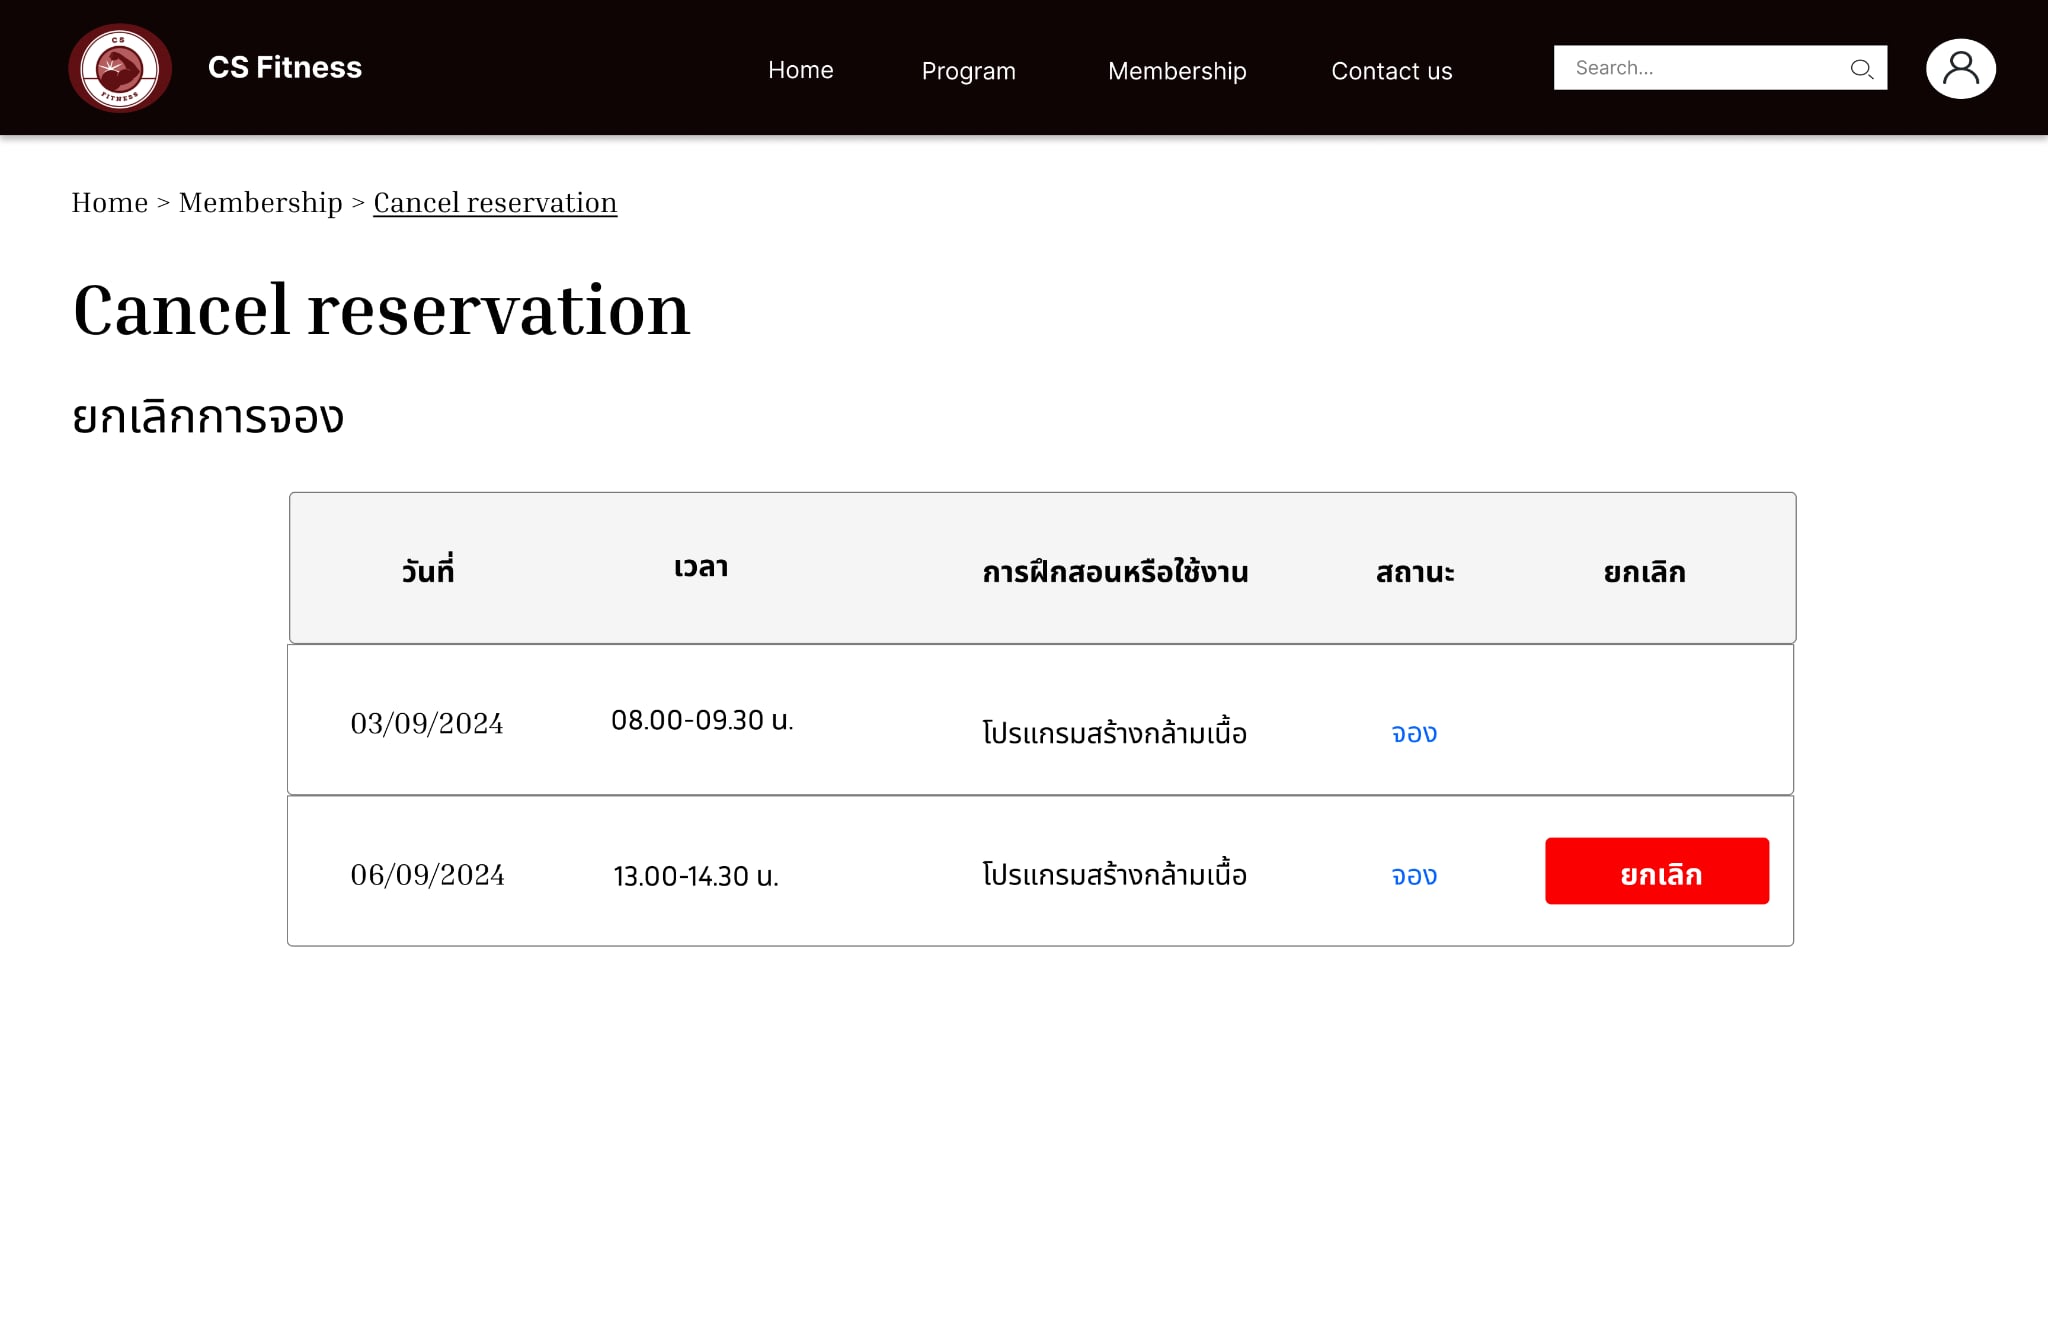 CS
FITNESS
CS Fitness
Home
Program
Membership
Contact us
Search...
Home > Membership > Cancel reservation
Cancel reservation
ยกเลิกการจอง
วันที่ เวลา การฝึกสอนหรือใช้งาน สถานะ ยกเลิก
03/09/2024 08.00-09.30 น. โปรแกรมสร้างกล้ามเนื้อ จอง
06/09/2024 13.00-14.30 น. โปรแกรมสร้างกล้ามเนื้อ จอง ยกเลิก